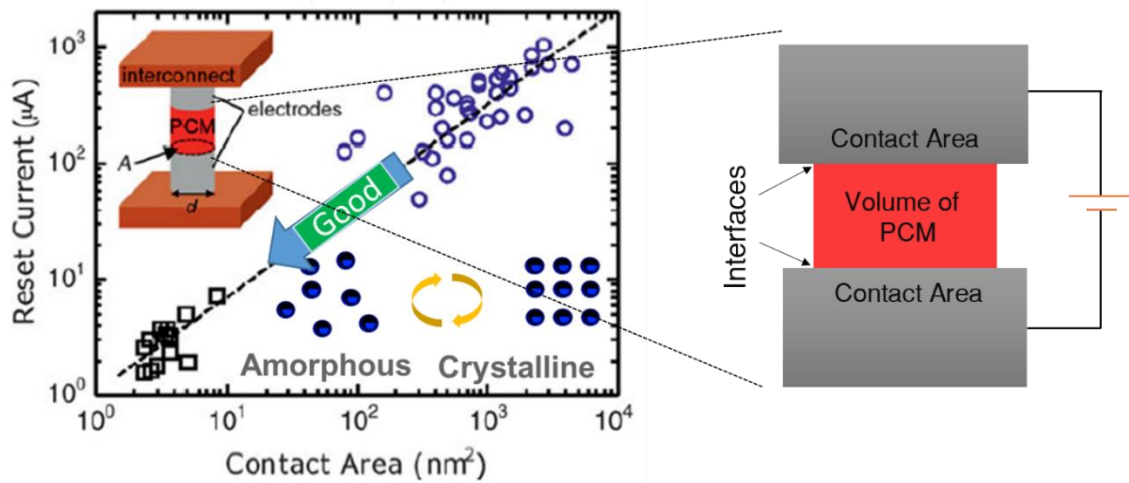 Reset Current (μA)
10³
10²
10¹
10⁰
interconnect
electrodes
PCM
A
d
Good
Amorphous
Crystalline
10⁰
10¹
10²
10³
10⁴
Contact Area (nm²)
Contact Area
Interfaces
Volume of
PCM
Contact Area